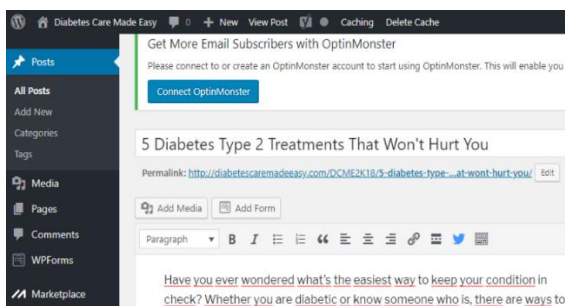 Diabetes Care Made Easy 0 + New View Post Caching Delete Cache
Get More Email Subscribers with OptinMonster
Posts
Please connect to or create an OptinMonster account to start using OptinMonster. This will enable you
All Posts
Connect OptinMonster
Add New
Categories
5 Diabetes Type 2 Treatments That Won't Hurt You
Tags
Permalink: http://diabetescaremadeeasy.com/DCME2K18/5-diabetes-type-...at-wont-hurt-you/ Edit
Media
Pages
Add Media Add Form
Comments
Paragraph B I
WPForms
Have you ever wondered what's the easiest way to keep your condition in
Marketplace
check? Whether you are diabetic or know someone who is, there are ways to